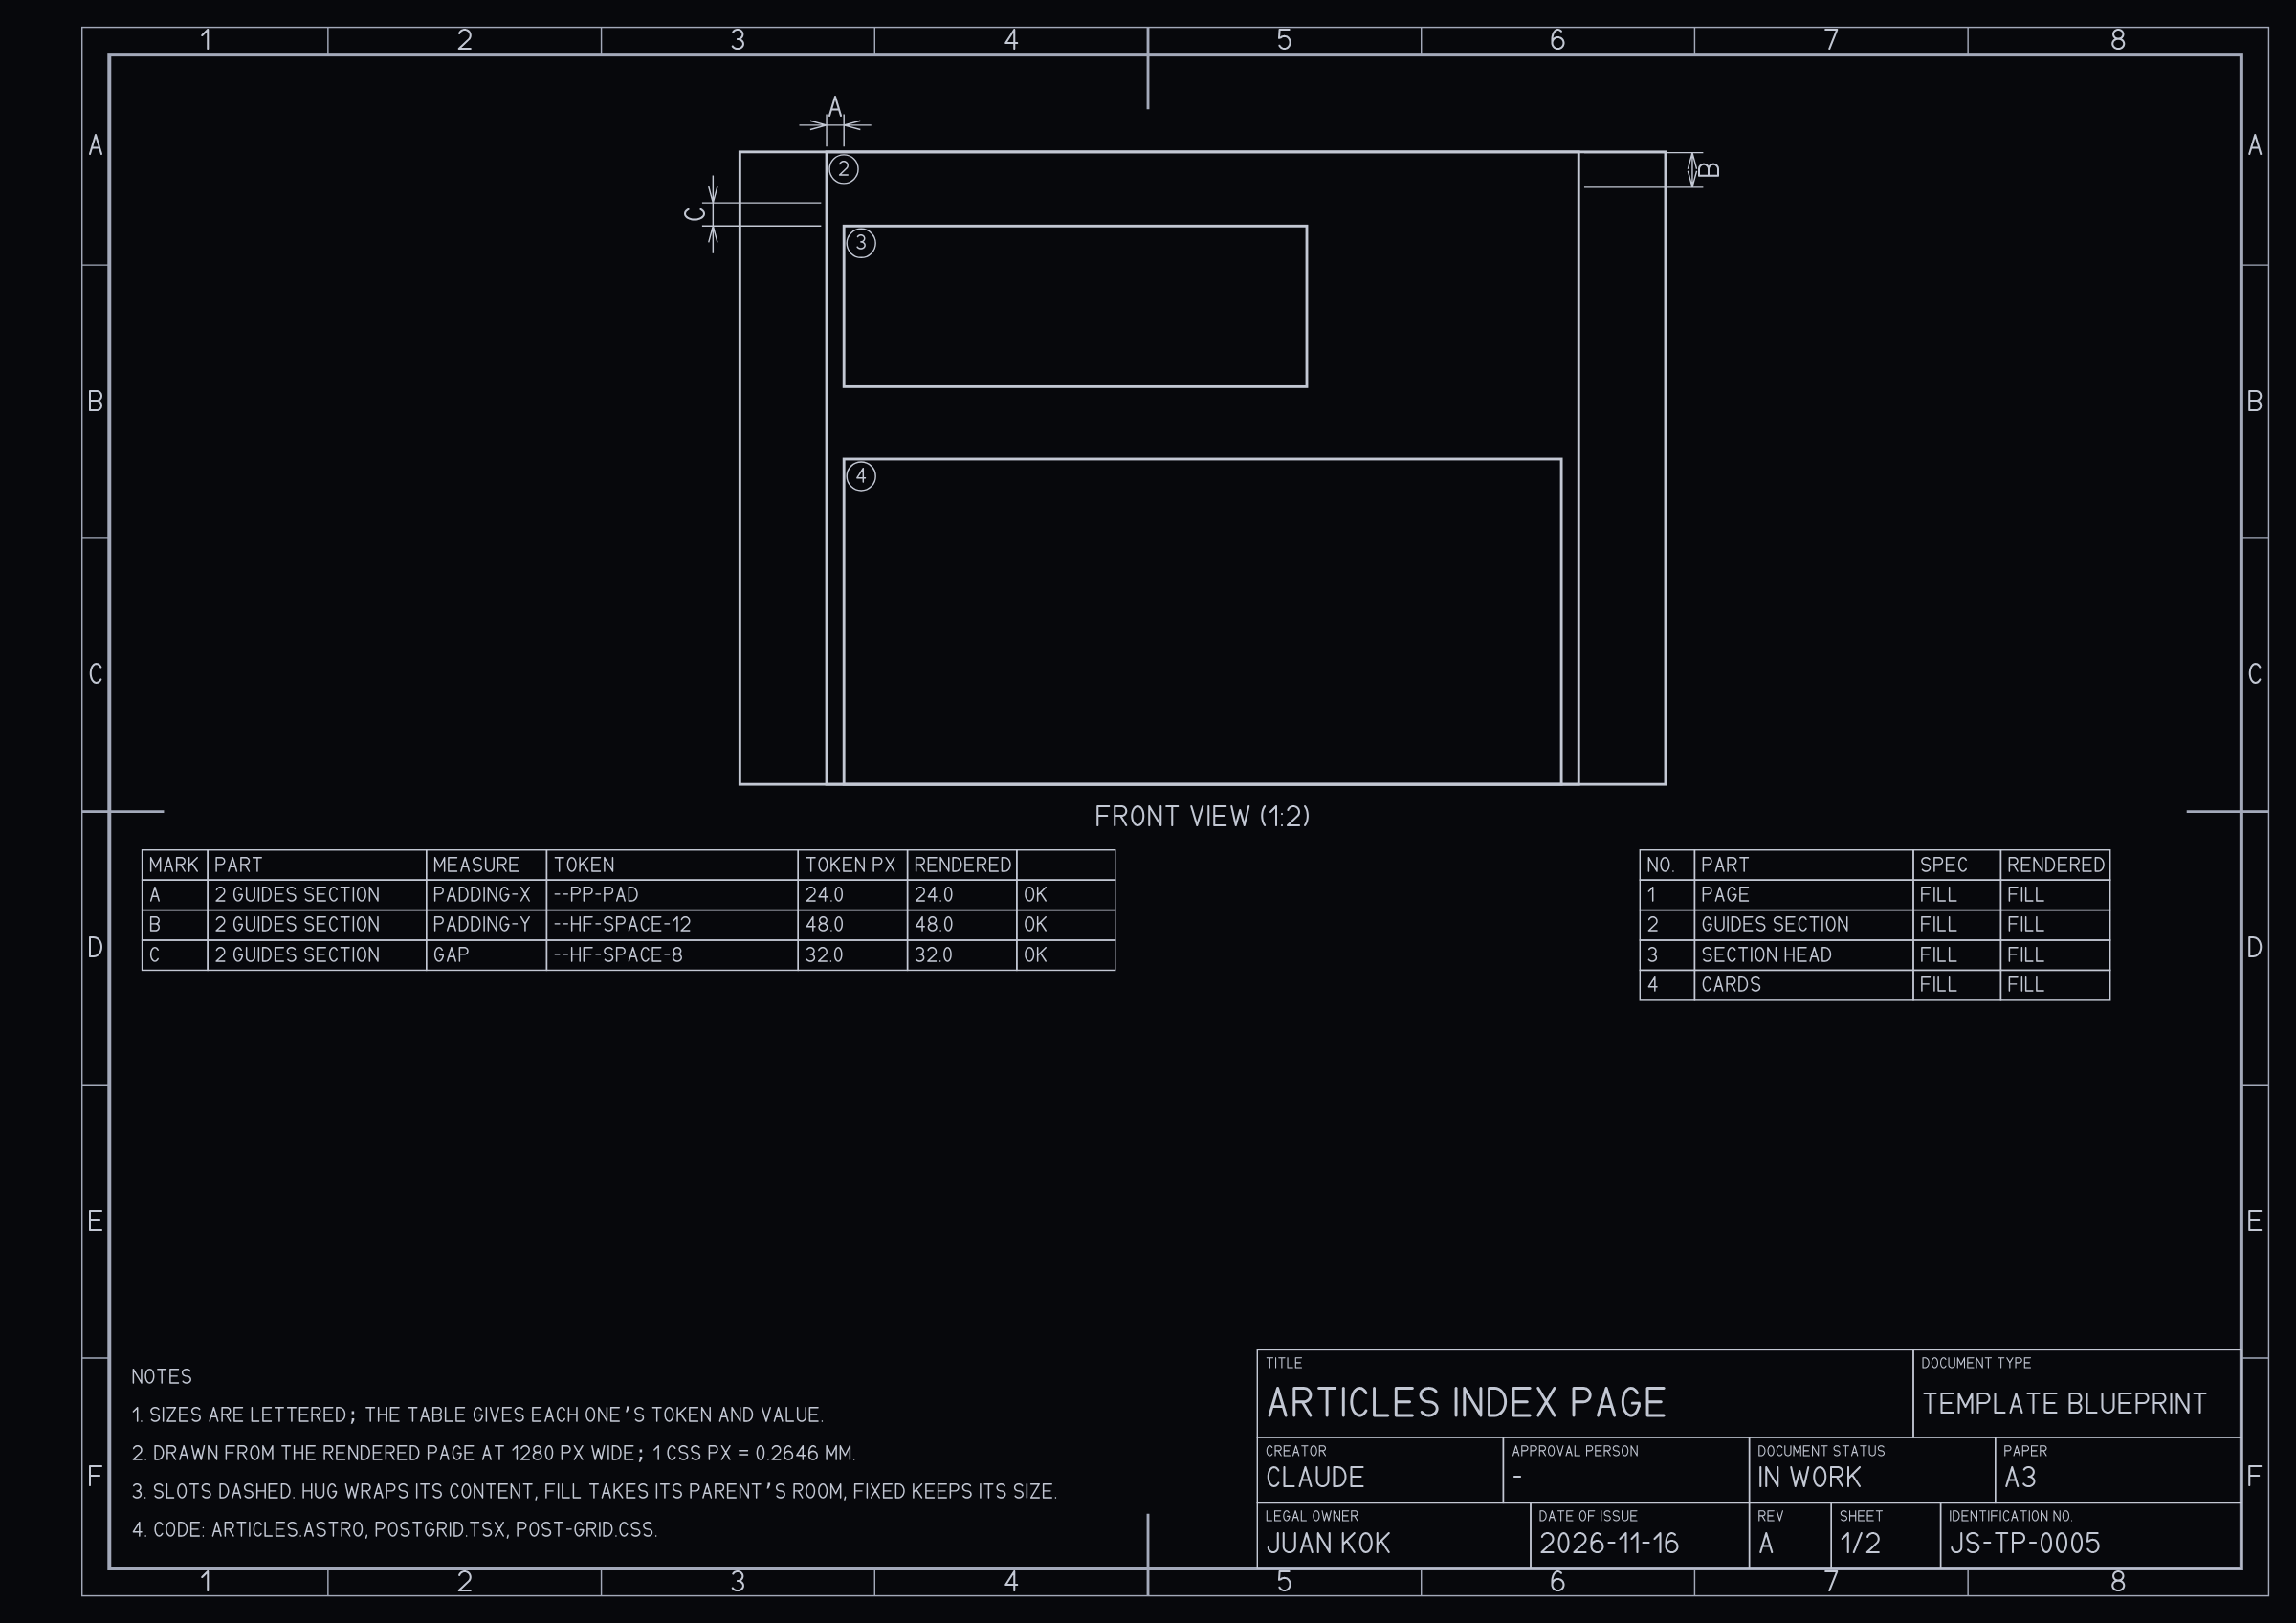 1 2 3 4 5 6 7 8
A A
B B
C C
D D
E E
F F
A
B
C
2
3
4
FRONT VIEW (1:2)
MARK PART MEASURE TOKEN TOKEN PX RENDERED
A 2 GUIDES SECTION PADDING-X --PP-PAD 24.0 24.0 OK
B 2 GUIDES SECTION PADDING-Y --HF-SPACE-12 48.0 48.0 OK
C 2 GUIDES SECTION GAP --HF-SPACE-8 32.0 32.0 OK
NO. PART SPEC RENDERED
1 PAGE FILL FILL
2 GUIDES SECTION FILL FILL
3 SECTION HEAD FILL FILL
4 CARDS FILL FILL
NOTES
1. SIZES ARE LETTERED; THE TABLE GIVES EACH ONE'S TOKEN AND VALUE.
2. DRAWN FROM THE RENDERED PAGE AT 1280 PX WIDE; 1 CSS PX = 0.2646 MM.
3. SLOTS DASHED. HUG WRAPS ITS CONTENT, FILL TAKES ITS PARENT'S ROOM, FIXED KEEPS ITS SIZE.
4. CODE: ARTICLES.ASTRO, POSTGRID.TSX, POST-GRID.CSS.
TITLE DOCUMENT TYPE
ARTICLES INDEX PAGE TEMPLATE BLUEPRINT
CREATOR APPROVAL PERSON DOCUMENT STATUS PAPER
CLAUDE - IN WORK A3
LEGAL OWNER DATE OF ISSUE REV SHEET IDENTIFICATION NO.
JUAN KOK 2026-11-16 A 1/2 JS-TP-0005
1 2 3 4 5 6 7 8